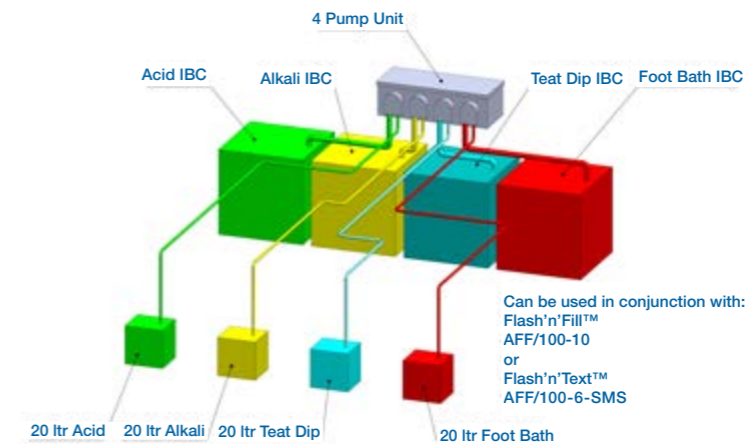 4 Pump Unit
Acid IBC
Alkali IBC
Teat Dip IBC
Foot Bath IBC
Can be used in conjunction with:
Flash’n’Fill™
AFF/100-10
or
Flash’n’Text™
AFF/100-6-SMS
20 ltr Acid
20 ltr Alkali
20 ltr Teat Dip
20 ltr Foot Bath